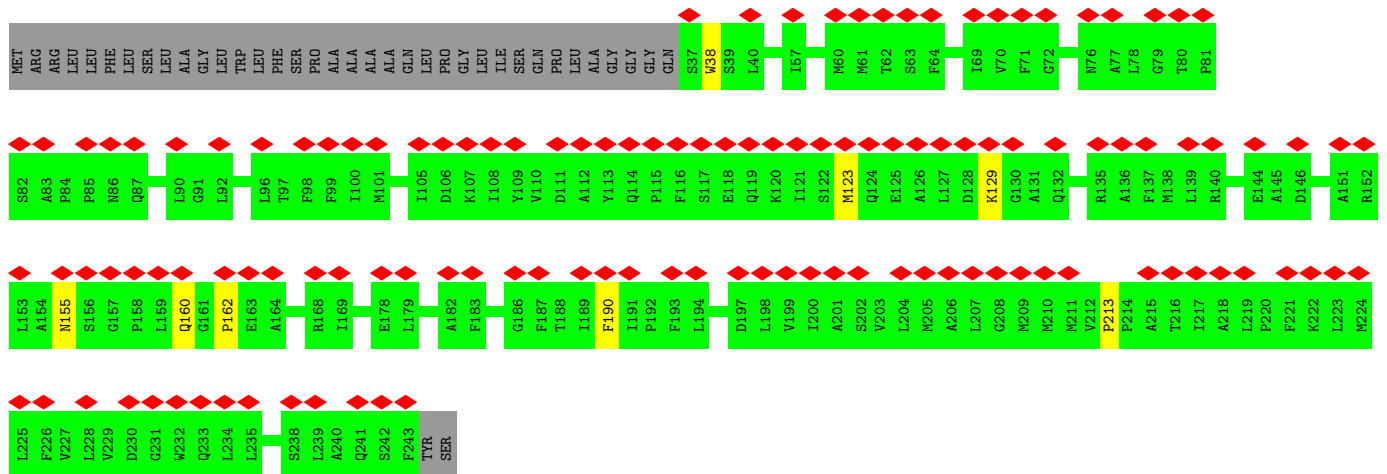 MET ARG ARG LEU LEU PHE LEU SER LEU ALA GLY LEU TRP LEU PHE SER PRO ALA ALA ALA ALA GLN LEU PRO GLY LEU ILE SER GLN PRO LEU ALA GLY GLY GLY GLN S37 W38 S39 L40 I57 M60 M61 T62 S63 F64 I69 V70 F71 G72 N76 A77 L78 G79 T80 P81
S82 A83 P84 P85 N86 Q87 L90 G91 L92 L96 T97 F98 F99 I100 M101 I105 D106 K107 I108 Y109 V110 D111 A112 Y113 Q114 P115 F116 S117 E118 Q119 K120 I121 S122 M123 Q124 E125 A126 L127 D128 K129 G130 A131 Q132 R135 A136 F137 M138 L139 R140 E144 A145 D146 A151 R152
L153 A154 N155 S156 G157 P158 L159 Q160 G161 P162 E163 A164 R168 I169 E178 L179 A182 F183 G186 F187 T188 I189 F190 I191 P192 F193 L194 D197 L198 V199 I200 A201 S202 V203 L204 M205 A206 L207 G208 M209 M210 M211 V212 P213 P214 A215 T216 I217 A218 L219 P220 F221 K222 L223 M224
L225 F226 V227 L228 V229 D230 G231 W232 Q233 L234 L235 S238 L239 A240 Q241 S242 F243 TYR SER